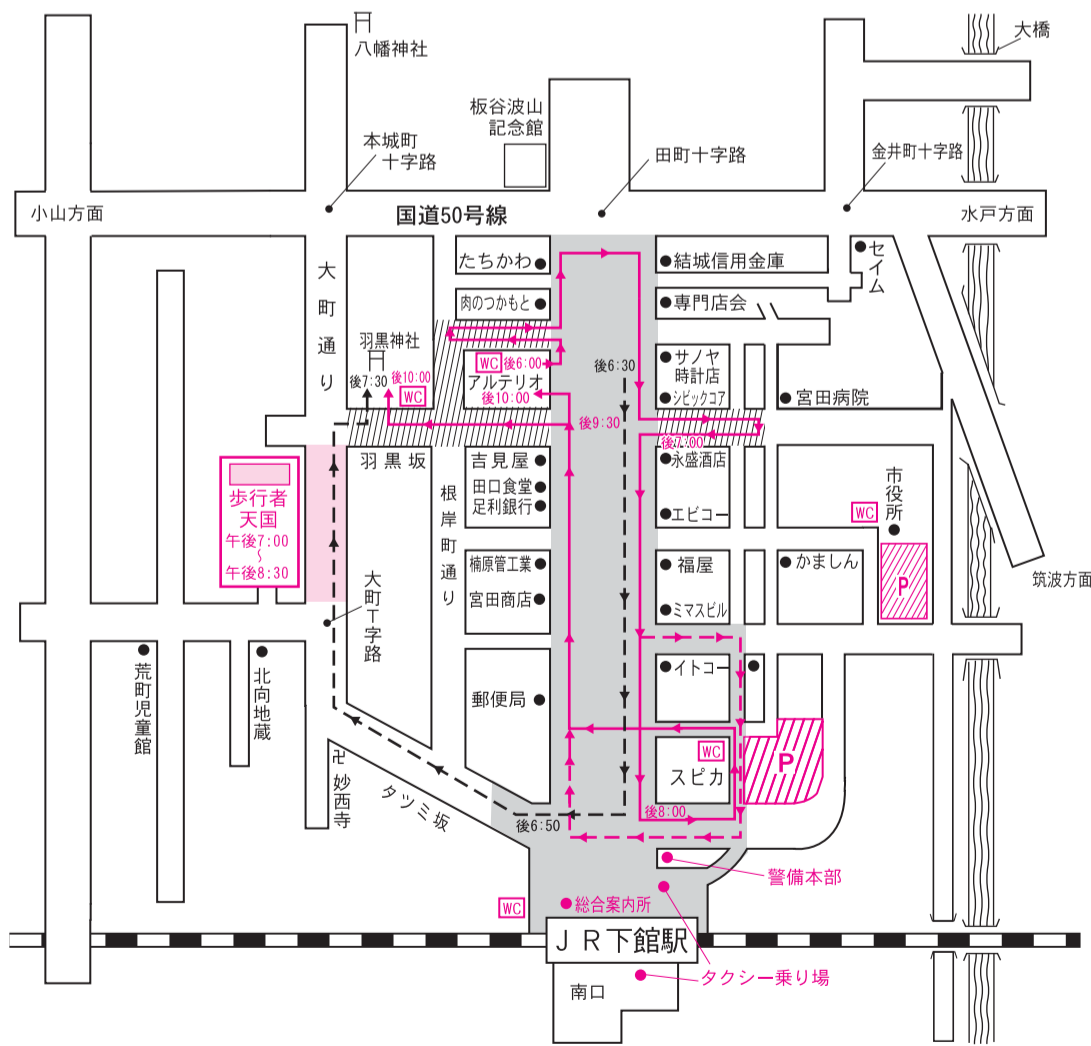 大橋
八幡神社
板谷波山
記念館
本城町
十字路
田町十字路
金井町十字路
小山方面
国道50号線
水戸方面
たちかわ
結城信用金庫
セイム
大町通り
肉のつかもと
専門店会
羽黒神社
後7:30
後10:00
WC
WC
後6:00
アルテリオ
後10:00
後6:30
サノヤ
時計店
シビックコア
宮田病院
後9:30
後7:00
羽黒坂
吉見屋
田口食堂
足利銀行
永盛酒店
エビコー
市役所
WC
歩行者
天国
午後7:00
〜
午後8:30
根岸町通り
楠原管工業
宮田商店
福屋
ミマスビル
かましん
P
筑波方面
大町T字路
荒町児童館
北向地蔵
郵便局
イトコー
WC
スピカ
P
卍妙西寺
タツミ坂
後6:50
後8:00
警備本部
WC
総合案内所
JR下館駅
タクシー乗り場
南口